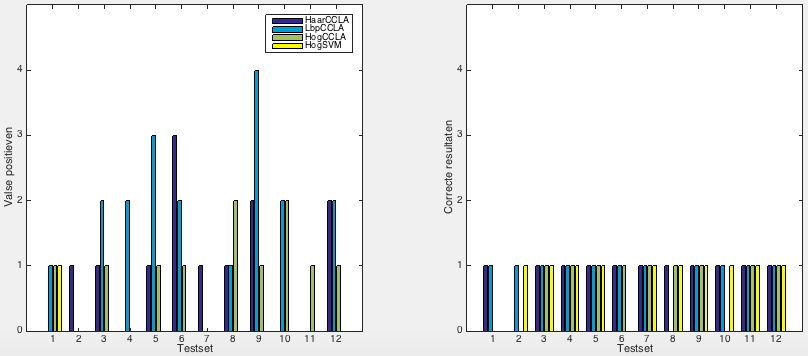 HaarCCLA
LbpCCLA
HogCCLA
HogSVM
Valse positieven
4
3
2
1
0
1 2 3 4 5 6 7 8 9 10 11 12
Testset
Correcte resultaten
4
3
2
1
0
1 2 3 4 5 6 7 8 9 10 11 12
Testset